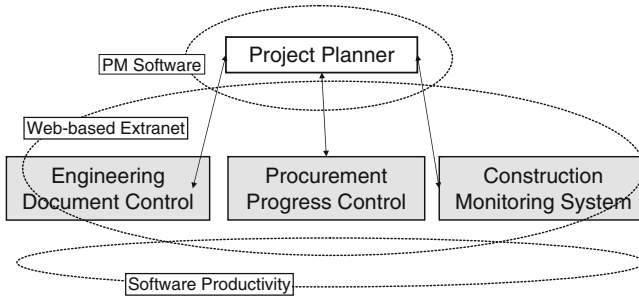 Project Planner
PM Software
Web-based Extranet
Engineering
Document Control
Procurement
Progress Control
Construction
Monitoring System
Software Productivity